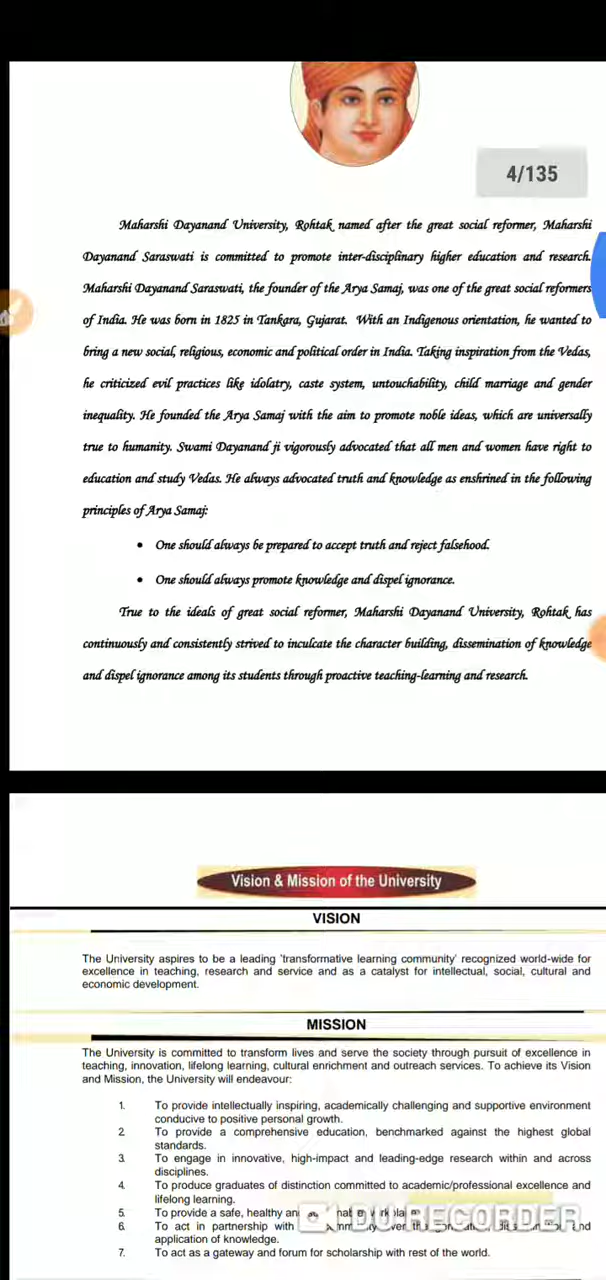 4/135
Maharshi Dayanand University, Rohtak named after the great social reformer, Maharshi
Dayanand Saraswati is committed to promote inter-disciplinary higher education and research.
Maharshi Dayanand Saraswati, the founder of the Arya Samaj, was one of the great social reformers
of India. He was born in 1825 in Tankara, Gujarat. With an Indigenous orientation, he wanted to
bring a new social, religious, economic and political order in India. Taking inspiration from the Vedas,
he criticized evil practices like idolatry, caste system, untouchability, child marriage and gender
inequality. He founded the Arya Samaj with the aim to promote noble ideas, which are universally
true to humanity. Swami Dayanand ji vigorously advocated that all men and women have right to
education and study Vedas. He always advocated truth and knowledge as enshrined in the following
principles of Arya Samaj:
• One should always be prepared to accept truth and reject falsehood.
• One should always promote knowledge and dispel ignorance.
True to the ideals of great social reformer, Maharshi Dayanand University, Rohtak has
continuously and consistently strived to inculcate the character building, dissemination of knowledge
and dispel ignorance among its students through proactive teaching-learning and research.
Vision & Mission of the University
VISION
The University aspires to be a leading 'transformative learning community' recognized world-wide for
excellence in teaching, research and service and as a catalyst for intellectual, social, cultural and
economic development.
MISSION
The University is committed to transform lives and serve the society through pursuit of excellence in
teaching, innovation, lifelong learning, cultural enrichment and outreach services. To achieve its Vision
and Mission, the University will endeavour:
1. To provide intellectually inspiring, academically challenging and supportive environment
conducive to positive personal growth.
2. To provide a comprehensive education, benchmarked against the highest global
standards.
3. To engage in innovative, high-impact and leading-edge research within and across
disciplines.
4. To produce graduates of distinction committed to academic/professional excellence and
lifelong learning.
5. To provide a safe, healthy
6. To act in partnership with and
application of knowledge.
7. To act as a gateway and forum for scholarship with rest of the world.
DU RECORDER